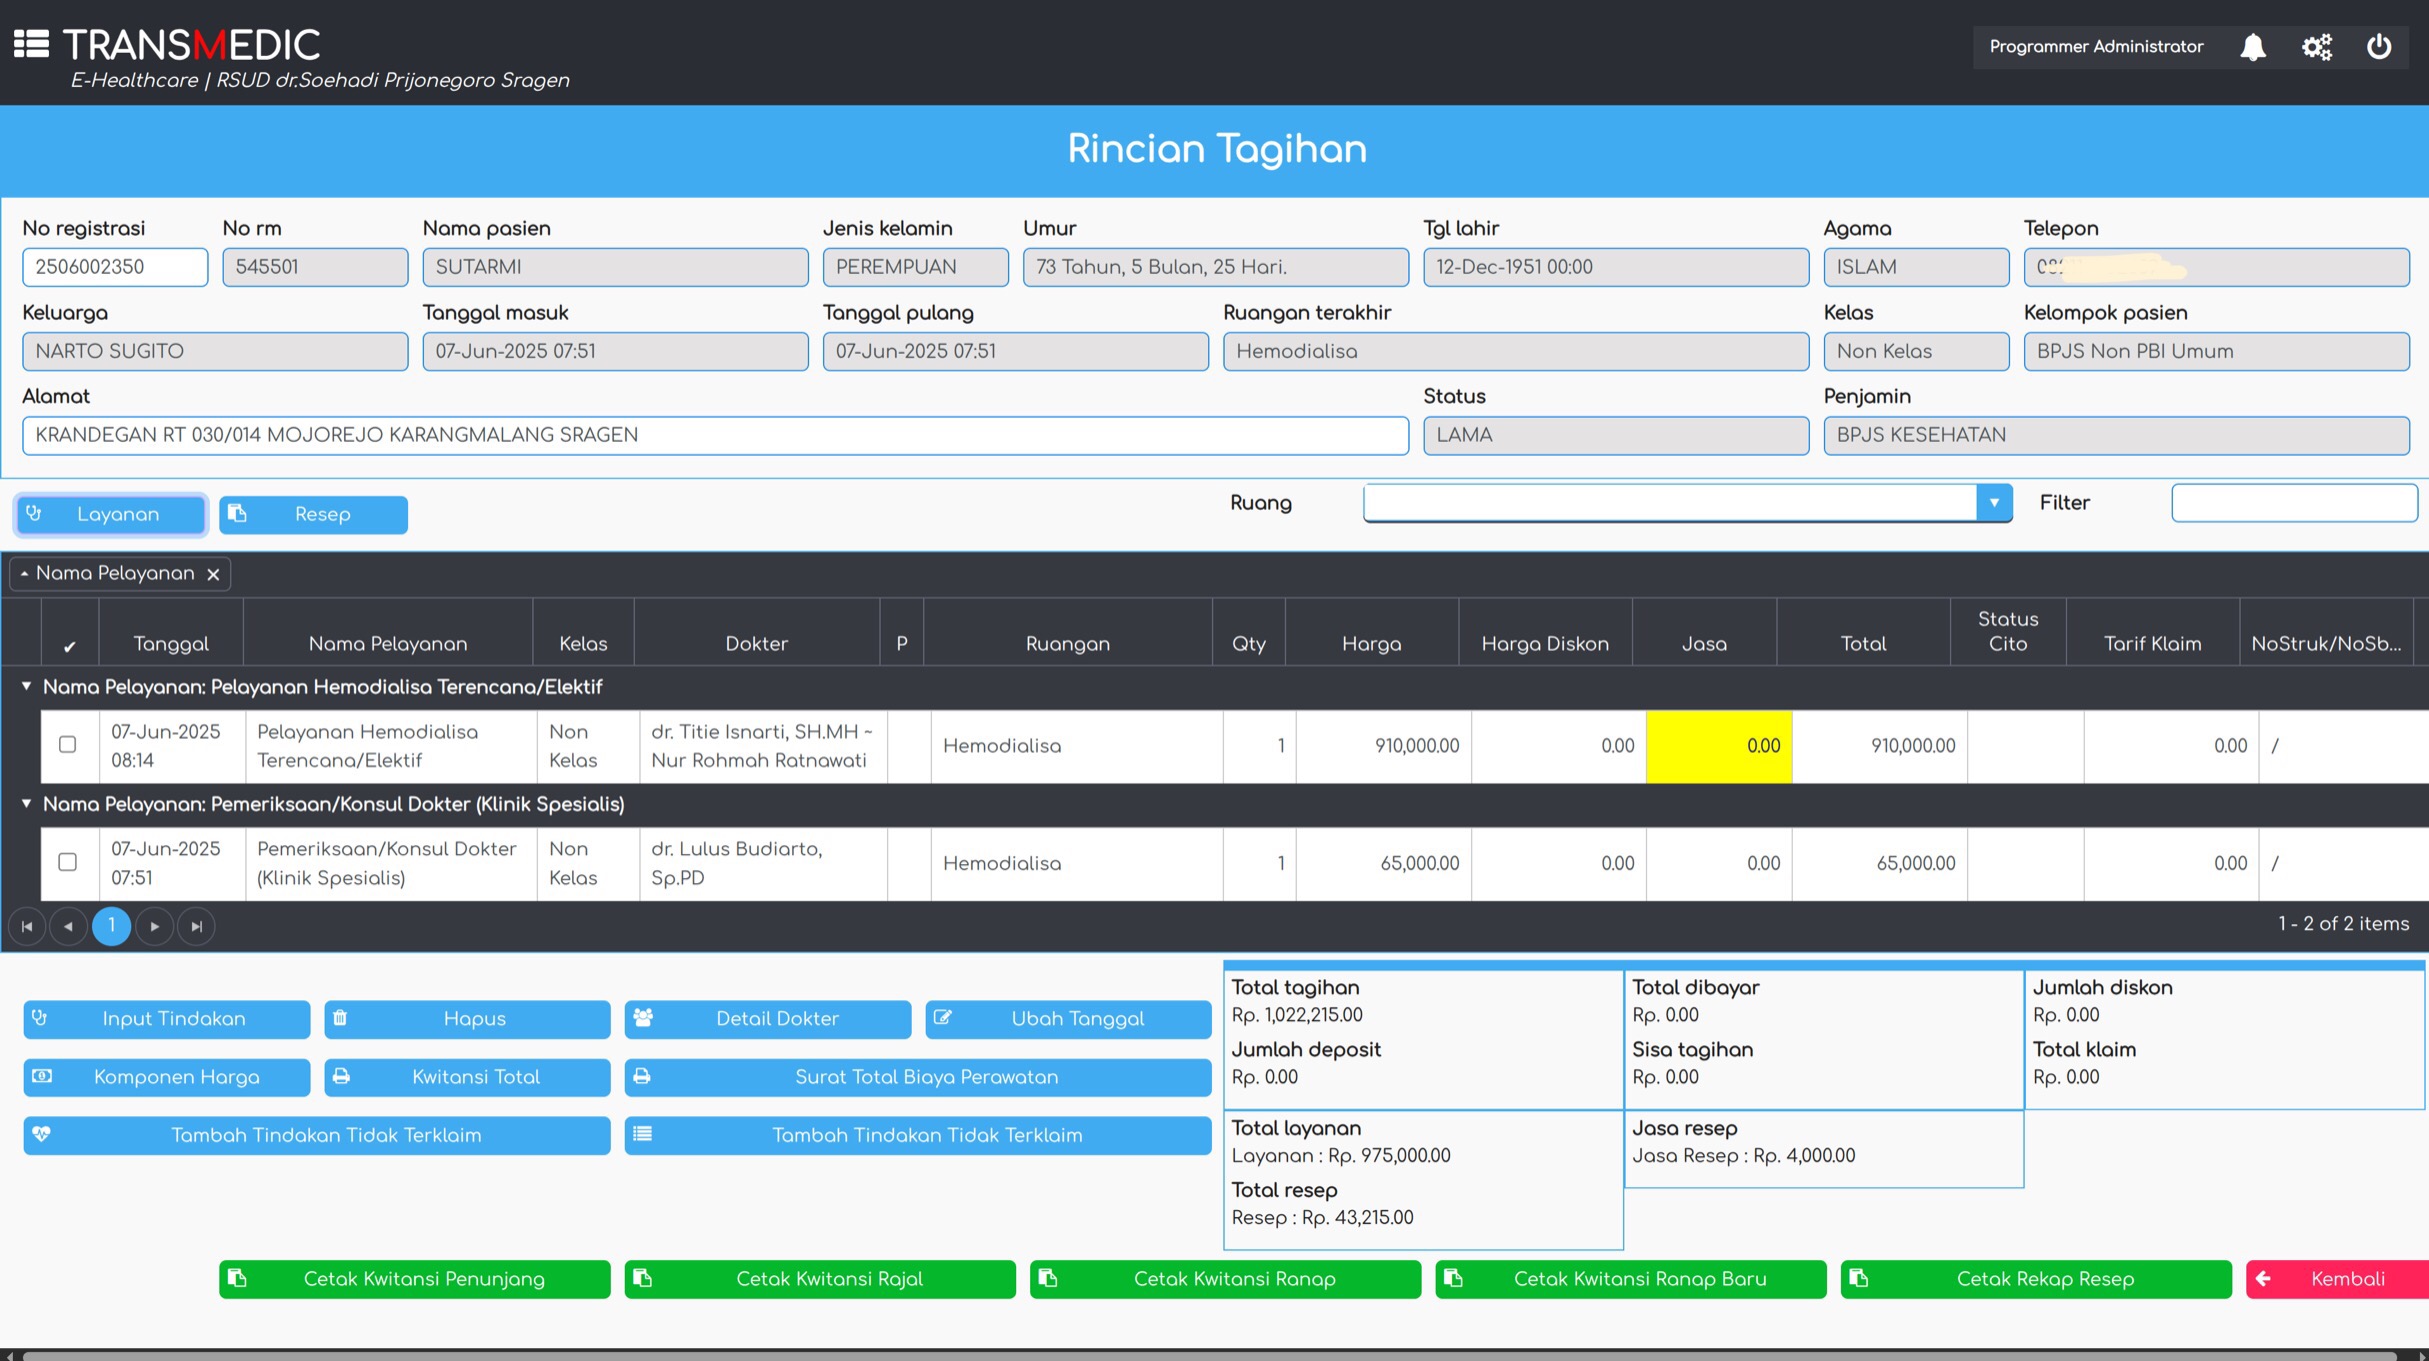 TRANSMEDIC
E-Healthcare | RSUD dr.Soehadi Prijonegoro Sragen
Programmer Administrator
Rincian Tagihan
No registrasi No rm Nama pasien Jenis kelamin Umur Tgl lahir Agama Telepon
2506002350 545501 SUTARMI PEREMPUAN 73 Tahun, 5 Bulan, 25 Hari. 12-Dec-1951 00:00 ISLAM
Keluarga Tanggal masuk Tanggal pulang Ruangan terakhir Kelas Kelompok pasien
NARTO SUGITO 07-Jun-2025 07:51 07-Jun-2025 07:51 Hemodialisa Non Kelas BPJS Non PBI Umum
Alamat Status Penjamin
KRANDEGAN RT 030/014 MOJOREJO KARANGMALANG SRAGEN LAMA BPJS KESEHATAN
Layanan Resep Ruang Filter
Nama Pelayanan
Tanggal Nama Pelayanan Kelas Dokter P Ruangan Qty Harga Harga Diskon Jasa Total Status Cito Tarif Klaim NoStruk/NoSb...
Nama Pelayanan: Pelayanan Hemodialisa Terencana/Elektif
07-Jun-2025 Pelayanan Hemodialisa Non dr. Titie Isnarti, SH.MH ~ Hemodialisa 1 910,000.00 0.00 0.00 910,000.00 0.00 /
08:14 Terencana/Elektif Kelas Nur Rohmah Ratnawati
Nama Pelayanan: Pemeriksaan/Konsul Dokter (Klinik Spesialis)
07-Jun-2025 Pemeriksaan/Konsul Dokter Non dr. Lulus Budiarto, Hemodialisa 1 65,000.00 0.00 0.00 65,000.00 0.00 /
07:51 (Klinik Spesialis) Kelas Sp.PD
1 1 - 2 of 2 items
Input Tindakan Hapus Detail Dokter Ubah Tanggal
Komponen Harga Kwitansi Total Surat Total Biaya Perawatan
Tambah Tindakan Tidak Terklaim Tambah Tindakan Tidak Terklaim
Total tagihan Total dibayar Jumlah diskon
Rp. 1,022,215.00 Rp. 0.00 Rp. 0.00
Jumlah deposit Sisa tagihan Total klaim
Rp. 0.00 Rp. 0.00 Rp. 0.00
Total layanan Jasa resep
Layanan : Rp. 975,000.00 Jasa Resep : Rp. 4,000.00
Total resep
Resep : Rp. 43,215.00
Cetak Kwitansi Penunjang Cetak Kwitansi Rajal Cetak Kwitansi Ranap Cetak Kwitansi Ranap Baru Cetak Rekap Resep Kembali